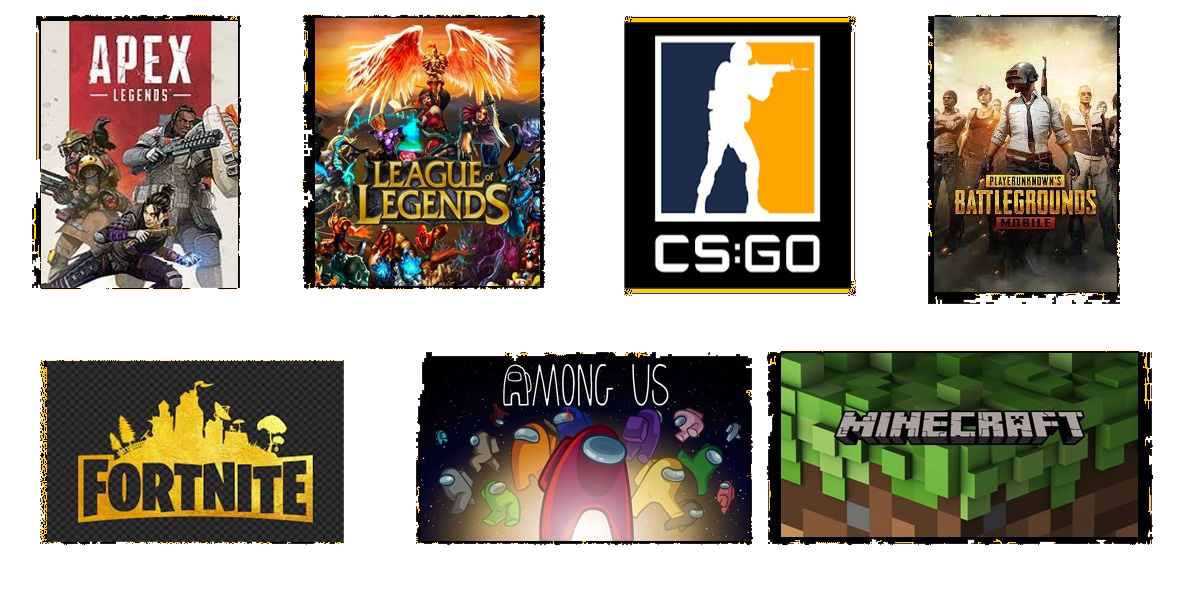 APEX
LEGENDS
LEAGUE of
LEGENDS
CS:GO
PLAYERUNKNOWN'S
BATTLEGROUNDS
MOBILE
FORTNITE
AMONG US
MINECRAFT